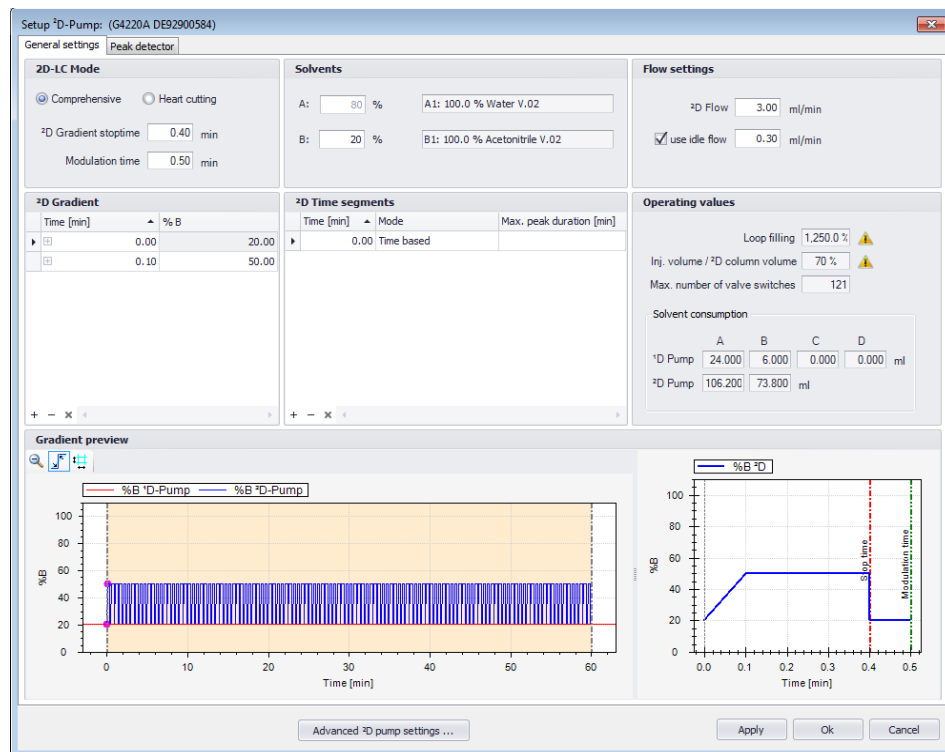 Setup ²D-Pump: (G4220A DE92900584)
General settings Peak detector
2D-LC Mode
Comprehensive Heart cutting
²D Gradient stoptime 0.40 min
Modulation time 0.50 min
Solvents
A: 80 % A1: 100.0 % Water V.02
B: 20 % B1: 100.0 % Acetonitrile V.02
Flow settings
²D Flow 3.00 ml/min
use idle flow 0.30 ml/min
²D Gradient
Time [min] % B
0.00 20.00
0.10 50.00
²D Time segments
Time [min] Mode Max. peak duration [min]
0.00 Time based
Operating values
Loop filling 1,250.0 %
Inj. volume / ²D column volume 70 %
Max. number of valve switches 121
Solvent consumption
A B C D
¹D Pump 24.000 6.000 0.000 0.000 ml
²D Pump 106.200 73.800 ml
Gradient preview
%B ¹D-Pump %B ²D-Pump
100
80
60
40
20
0
%B
0 10 20 30 40 50 60
Time [min]
%B ²D
100
80
60
40
20
0
%B
Stop time
Modulation time
0.0 0.1 0.2 0.3 0.4 0.5
Time [min]
Advanced ²D pump settings ... Apply Ok Cancel